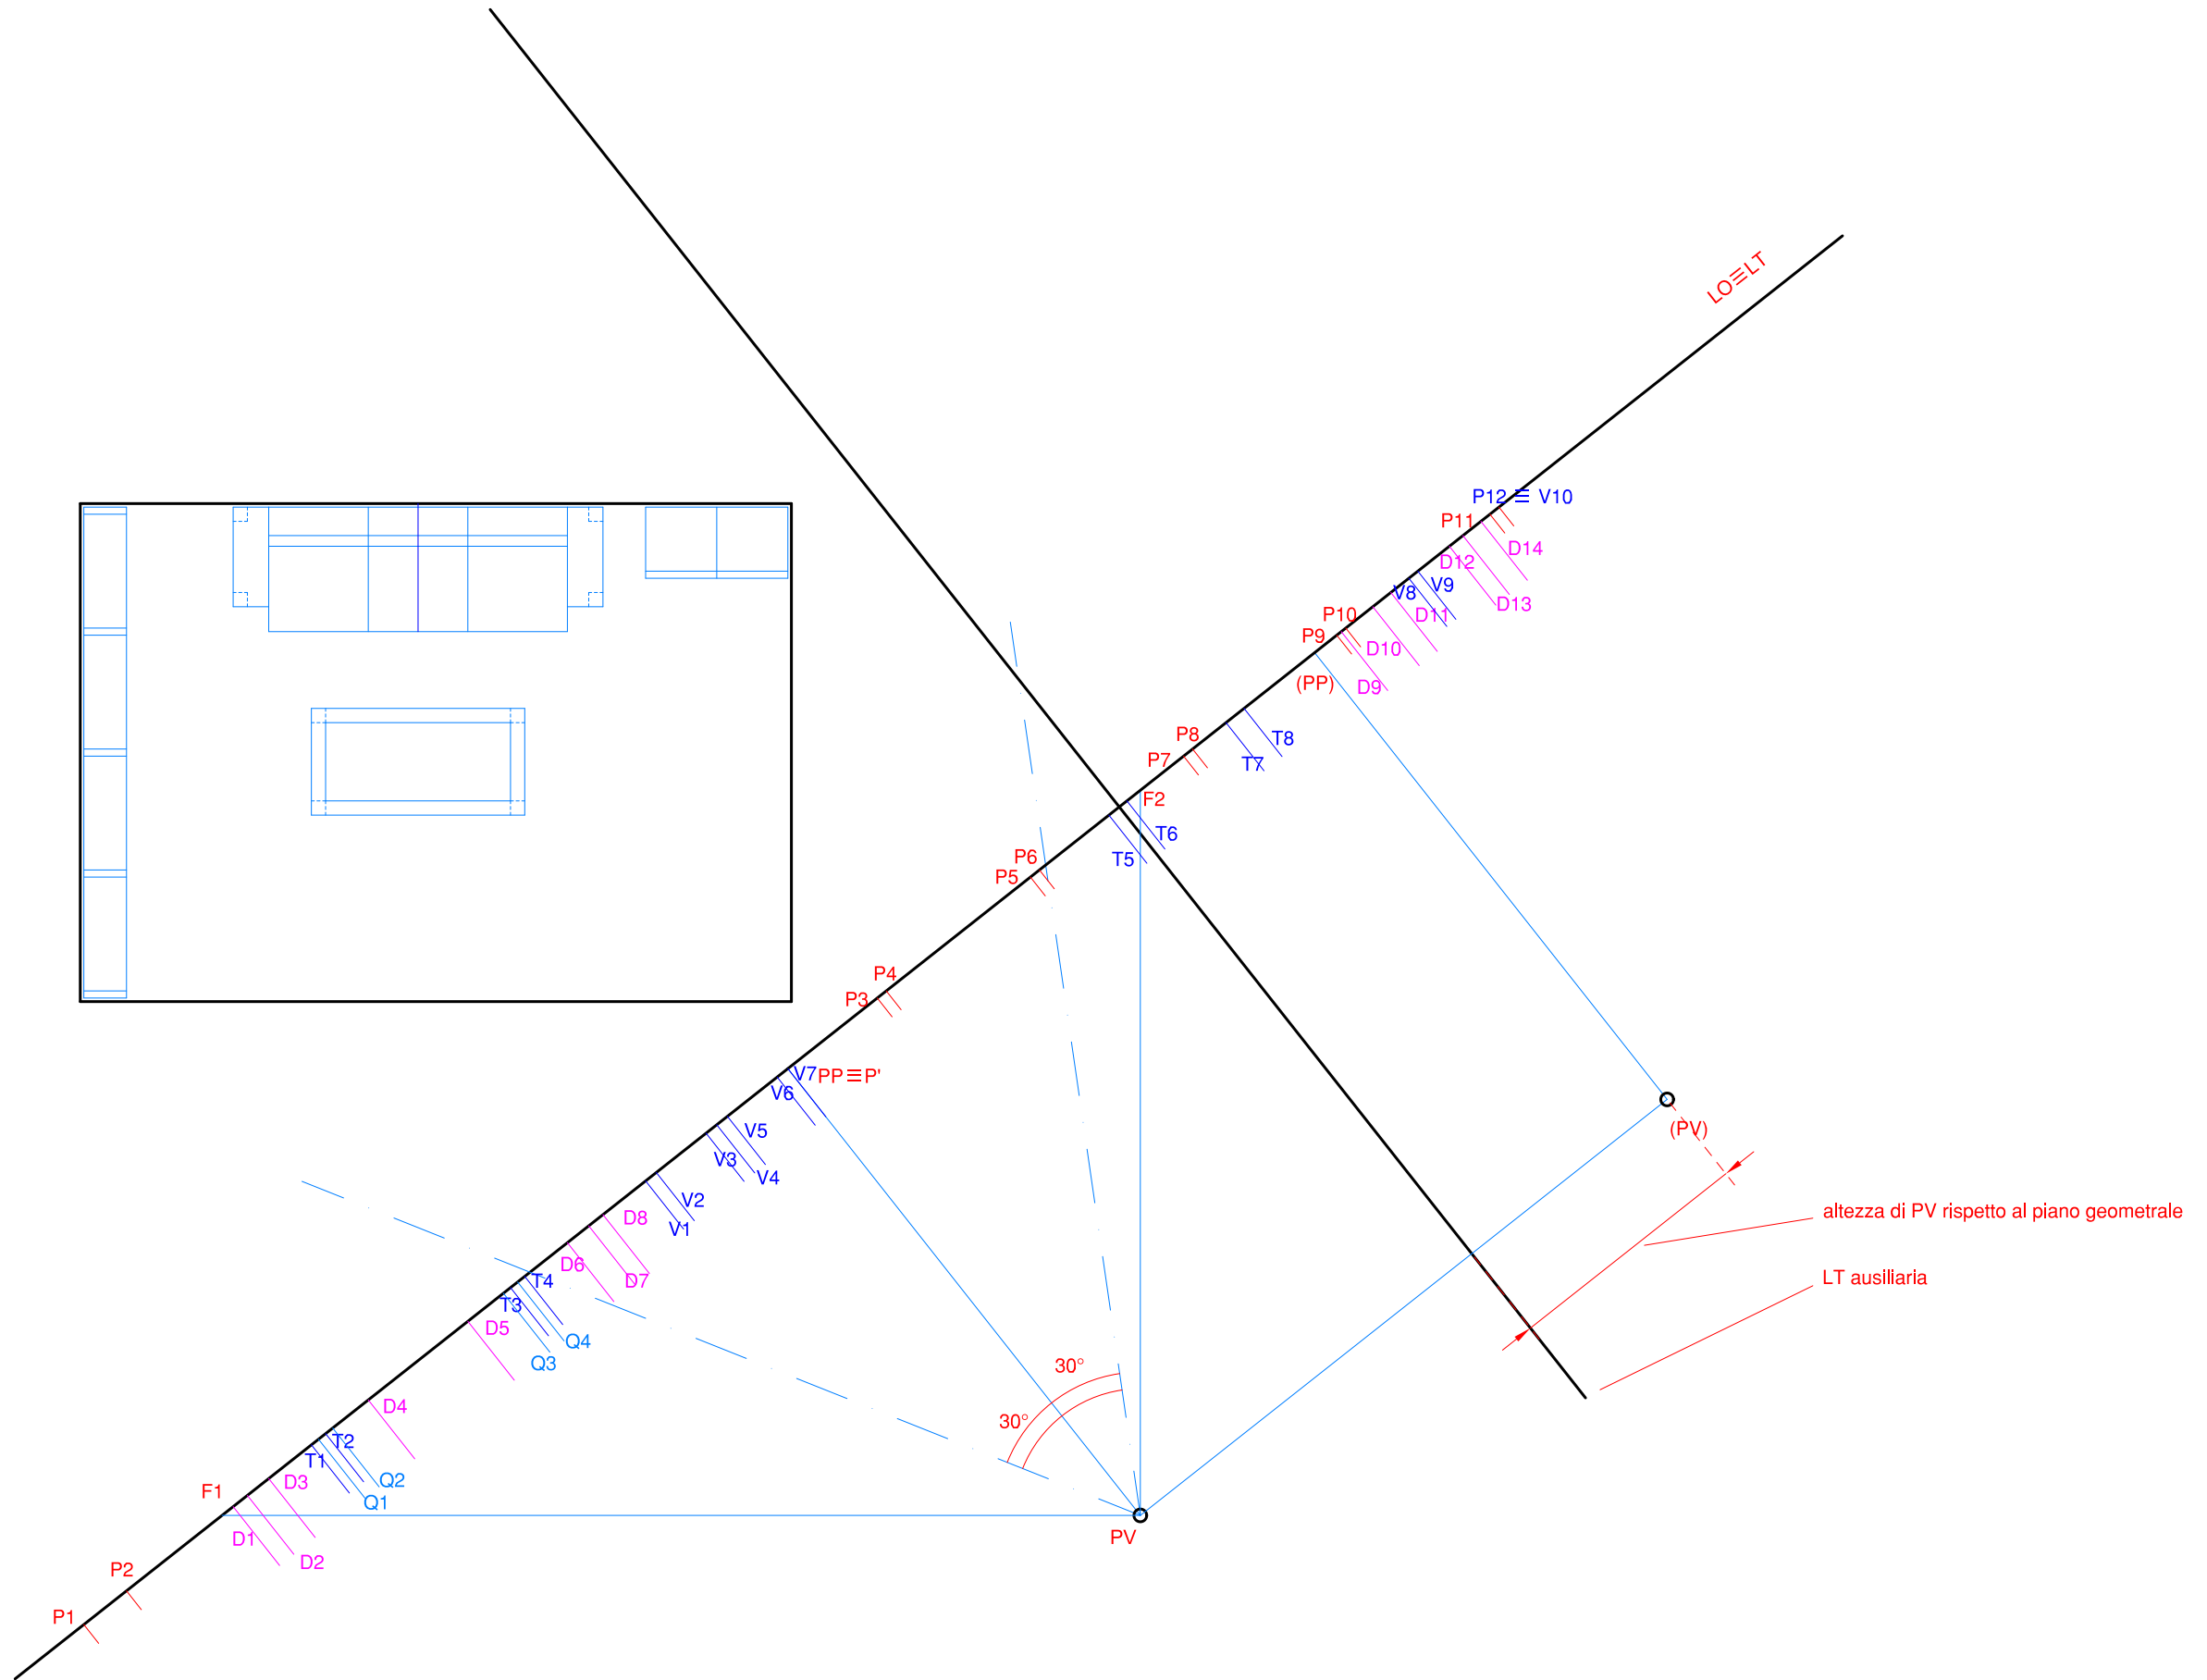 LO≡LT
P12 ≡ V10
P11
D14
D12
V9
V8
D13
P10
D11
P9
D10
(PP)
D9
P8
T8
P7
T7
F2
T6
P6
T5
P5
P4
P3
V7
PP≡P'
V6
(PV)
V5
V3
V4
V2
altezza di PV rispetto al piano geometrale
D8
V1
D6
T4
D7
LT ausiliaria
T3
D5
Q4
Q3
30°
D4
30°
T2
T1
D3
Q2
F1
Q1
D1
PV
D2
P2
P1